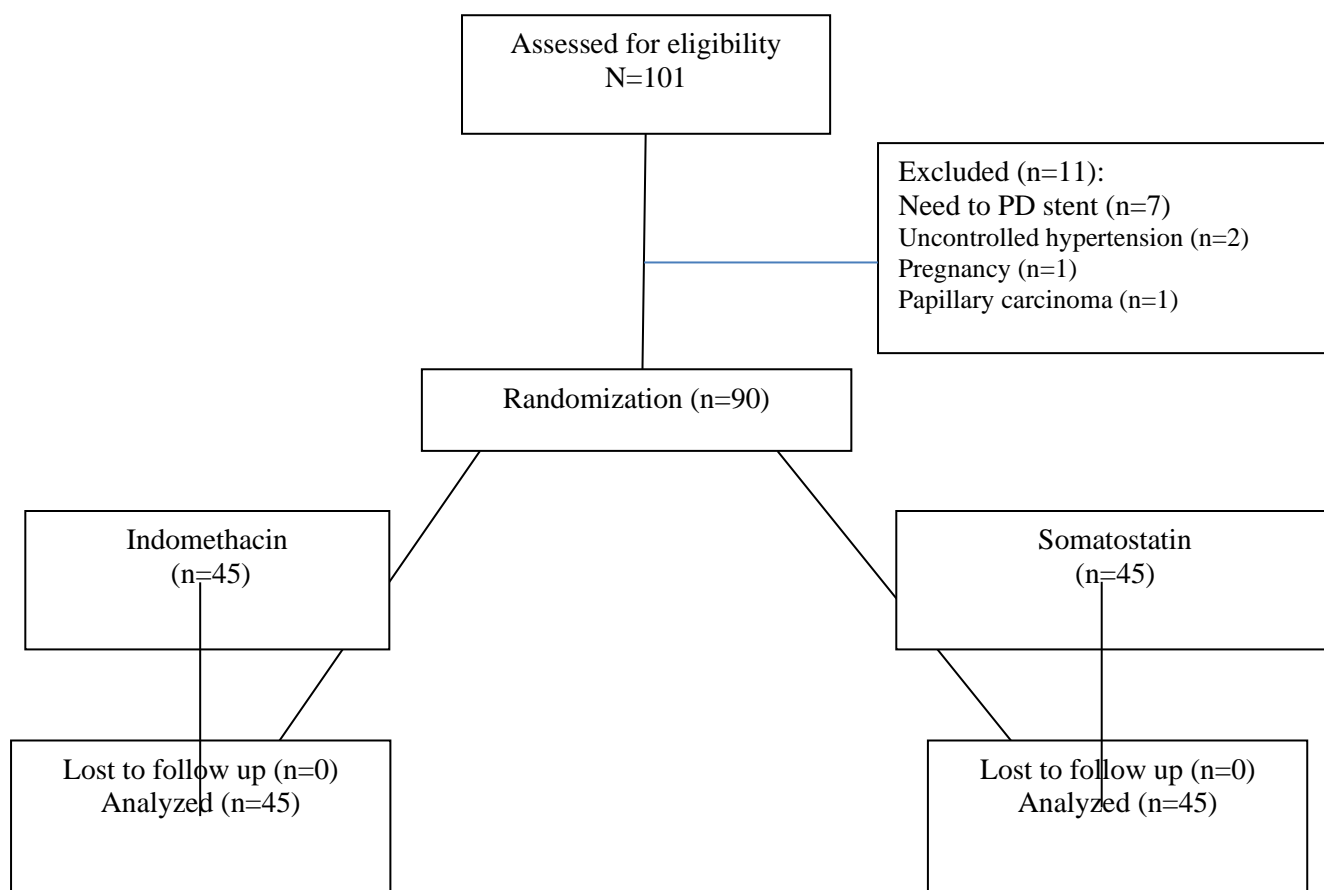 Assessed for eligibility
N=101
Excluded (n=11):
Need to PD stent (n=7)
Uncontrolled hypertension (n=2)
Pregnancy (n=1)
Papillary carcinoma (n=1)
Randomization (n=90)
Indomethacin
(n=45)
Somatostatin
(n=45)
Lost to follow up (n=0)
Analyzed (n=45)
Lost to follow up (n=0)
Analyzed (n=45)